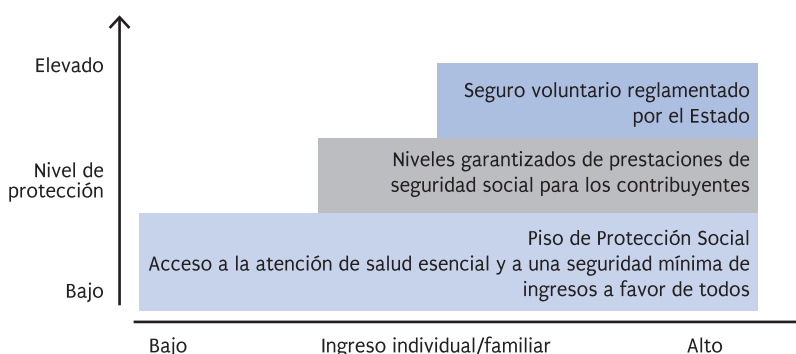 Elevado
Seguro voluntario reglamentado
por el Estado
Nivel de
protección
Niveles garantizados de prestaciones de
seguridad social para los contribuyentes
Piso de Protección Social
Acceso a la atención de salud esencial y a una seguridad mínima de
ingresos a favor de todos
Bajo
Bajo
Ingreso individual/familiar
Alto